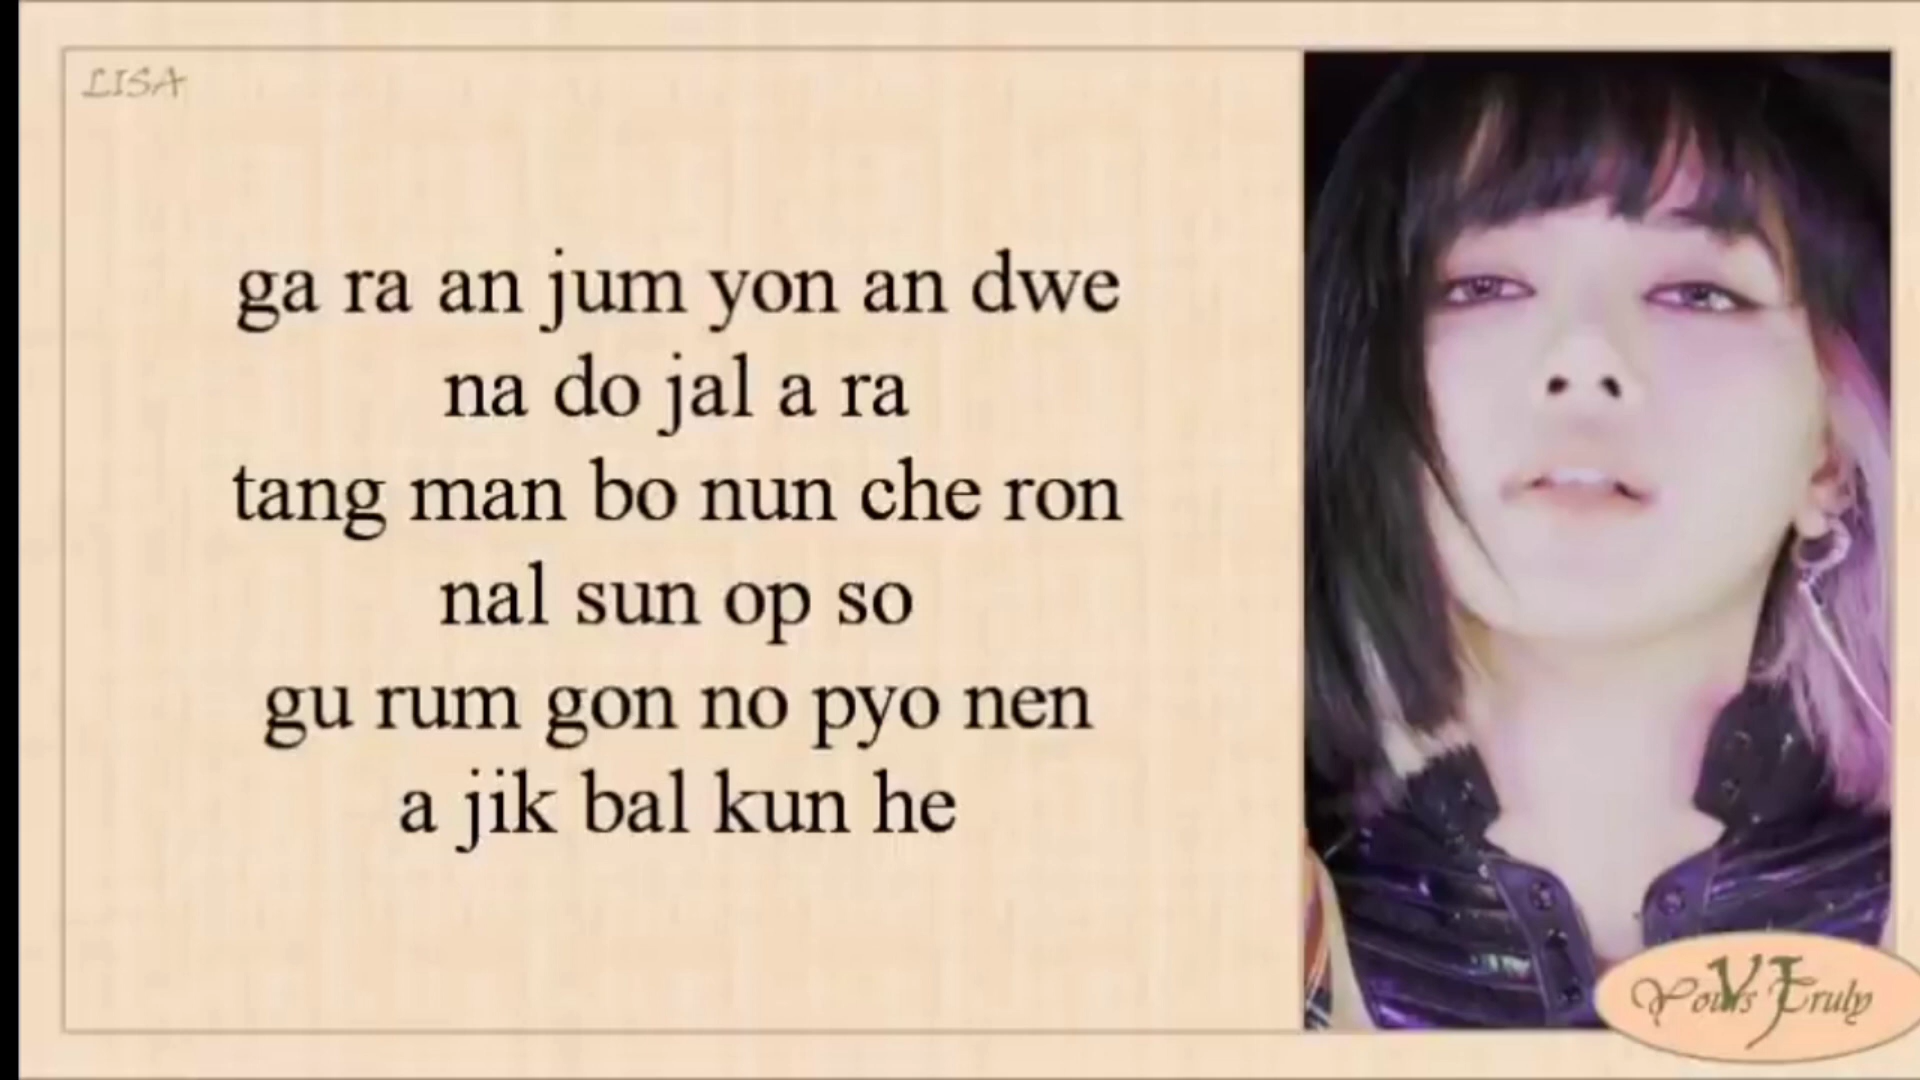 LISA
ga ra an jum yon an dwe
na do jal a ra
tang man bo nun che ron
nal sun op so
gu rum gon no pyo nen
a jik bal kun he
VJ
Yours Truly